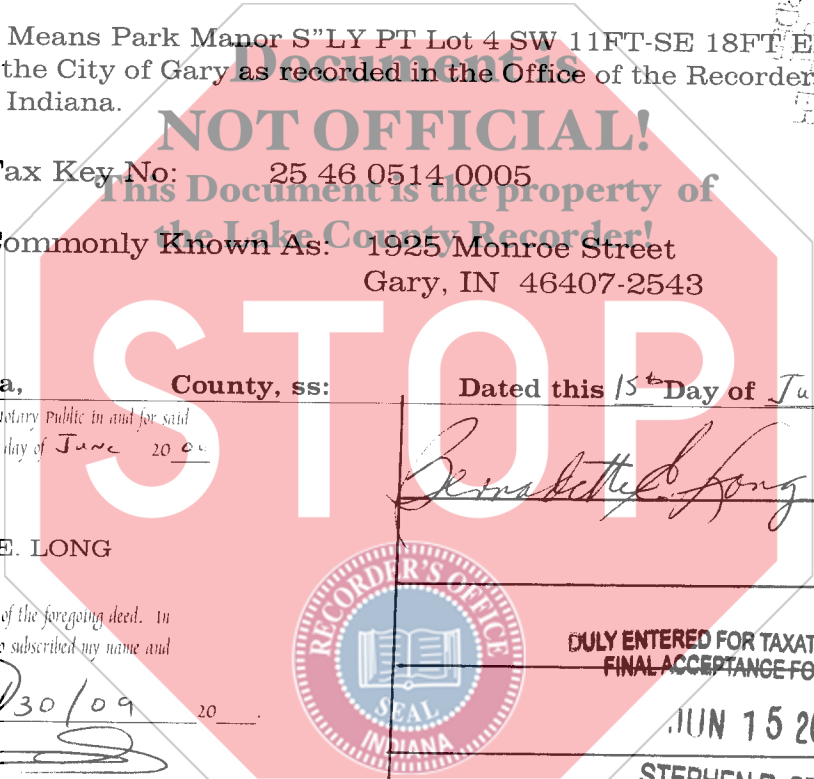 Means Park Manor S”LY PT Lot 4 SW 11FT-SE 18FT
the City of Gary as recorded in the Office of the Recorder
Indiana.
Document is
NOT OFFICIAL!
This Document is the property of
the Lake County Recorder!
Tax Key No: 25 46 0514 0005
Commonly Known As: 1925 Monroe Street
Gary, IN 46407-2543
STOP
a, County, ss:
Notary Public in and for said
day of June 20
Dated this 15th Day of Ju
Bernadette E. Long
E. LONG
of the foregoing deed. In
subscribed my name and
30/09 20
RECORDER'S OFFICE
SEAL
INDIANA
DULY ENTERED FOR TAXAT
FINAL ACCEPTANCE FO
JUN 15 20
STEPHEN R.